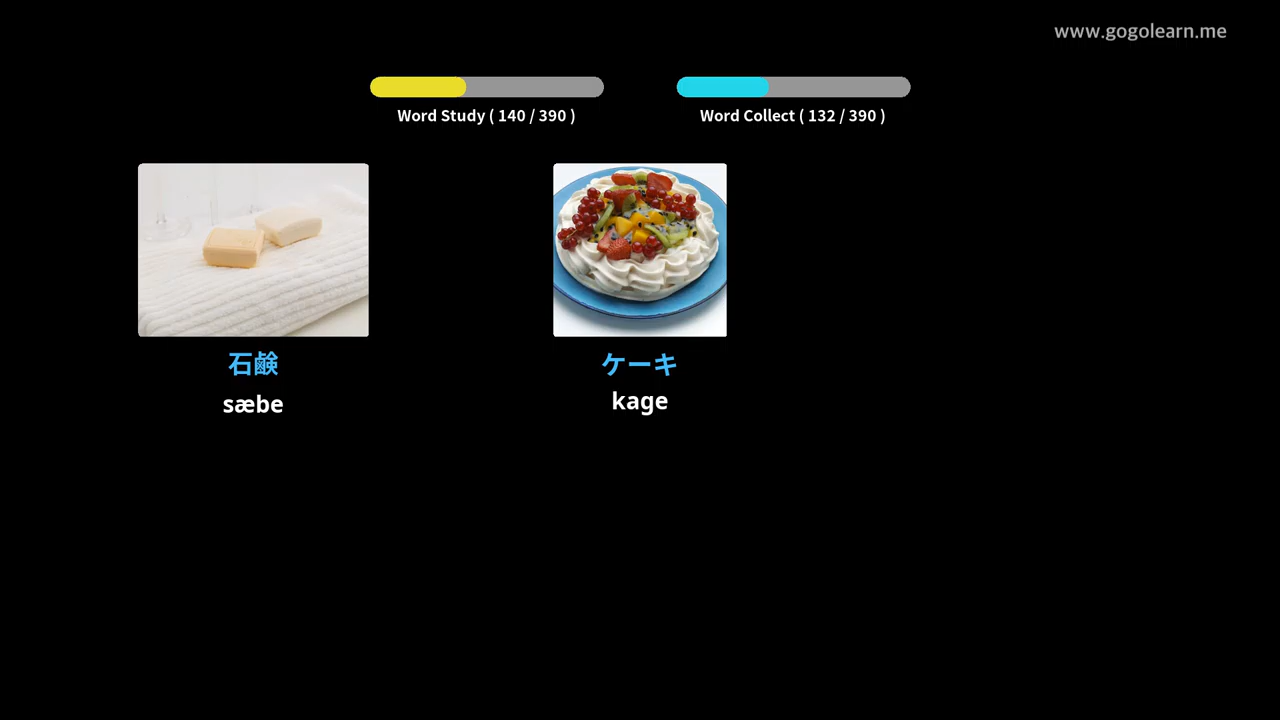 www.gogolearn.me
Word Study ( 140 / 390 )
Word Collect ( 132 / 390 )
石鹸
ケーキ
sæbe
kage